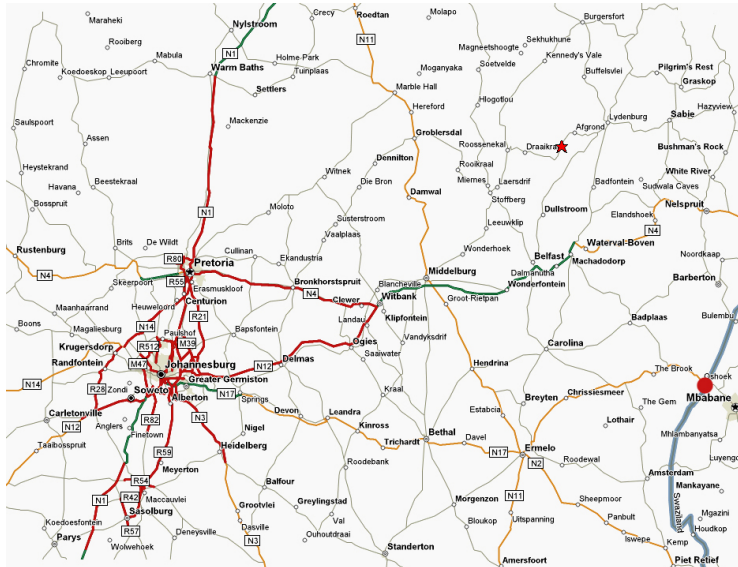 Maraheki
Crecy
Roedtan
Molapo
Burgersfort
Nylstroom
Rooiberg
N11
Sekhukhune
Magneetshoogte
N1
Chromite
Mabula
Holme Park
Kennedy's Vale
Koedoeskop
Leeupoort
Warm Baths
Tuinplaas
Moganyaka
Soetvelde
Buffelsvlei
Pilgrim's Rest
Graskop
Settlers
Marble Hall
Hlogotlou
Hereford
Hazyview
Saulspoort
Mackenzie
Lydenburg
Sabie
Assen
Groblersdal
Afgrond
Roossenekal
Draaikra
Bushman's Rock
Dennilton
Heystekrand
Witnek
Rooikraal
White River
Havana
Beestekraal
Die Bron
Miernes
Laersdrif
Badfontein
Sudwala Caves
Bospruit
Damwal
Stoffberg
N1
Moloto
Dullstroom
Elandshoek
Nelspruit
Susterstroom
Leeuwklip
N4
Vaalplaas
Brits
De Wildt
Cullinan
Wonderhoek
Waterval-Boven
Rustenburg
R80
Ekandustria
Belfast
Machadodorp
Noordkaap
Pretoria
Dalmanutha
N4
R55
Erasmuskloof
Bronkhorstspruit
Middelburg
Barberton
Skeerpoort
Blancheville
Wonderfontein
N4
Heuweloord
Centurion
Clewer
Witbank
Groot-Rietpan
Maanhaarrand
R21
Landau
Klipfontein
Badplaas
Bulembu
Boons
N14
Magaliesburg
Paulshof
Bapsfontein
Vandyksdrift
Krugersdorp
R512
M39
Ogies
Carolina
Saaiwater
Randfontein
M47
Johannesburg
N12
Delmas
Hendrina
The Brook
Oshoek
N14
R28
Zondi
Greater Germiston
Kraal
Soweto
Alberton
N17
Springs
Breyten
Chrissiesmeer
The Gem
Mbabane
Carletonville
Devon
Leandra
Estabcia
N12
Anglers
R82
N3
Lothair
Finetown
Nigel
Kinross
Bethal
Davel
Mhlambanyatsa
Taaibosspruit
Heidelberg
Trichardt
N17
Ermelo
R59
Roodebank
N2
Roodewal
Luyengo
Meyerton
Amsterdam
R54
Balfour
Mankayane
N1
R42
Maccauvlei
Greylingstad
Morgenzon
N11
Sheepmoor
Swaziland
Sasolburg
Grootvlei
Val
Mgazini
Koedoesfontein
R57
Deneysville
Dasville
Bloukop
Uitspanning
Panbult
Houdkop
Parys
Wolwehoek
N3
Ouhoutdraai
Standerton
Iswepe
Kemp
Amersfoort
Piet Retief